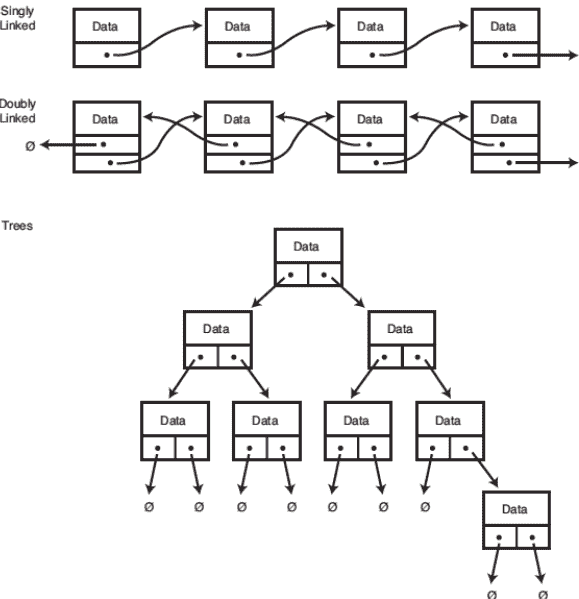 Singly
Linked
Data Data Data Data
Doubly
Linked
Data Data Data Data
Ø
Trees
Data
Data Data
Data Data Data Data
Ø Ø Ø Ø Ø Ø Ø
Data
Ø Ø